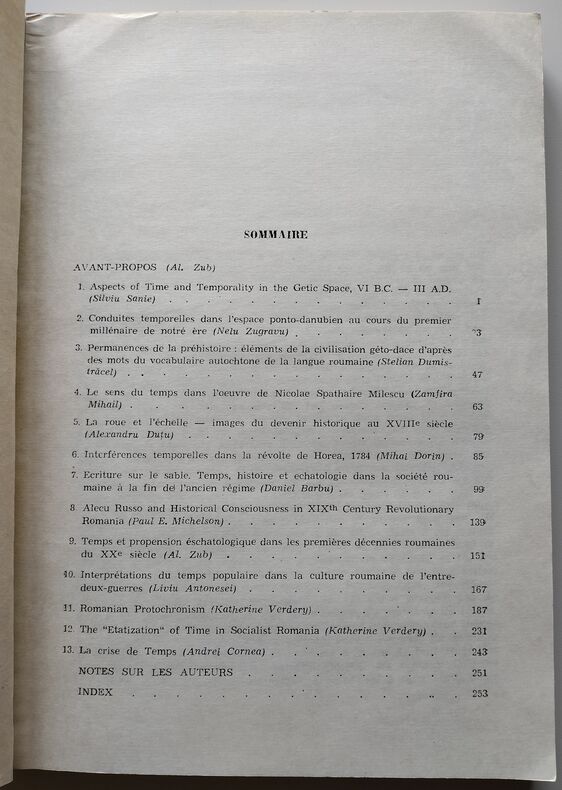 SOMMAIRE
AVANT-PROPOS (Al. Zub)
1. Aspects of Time and Temporality in the Getic Space, VI B.C. — III A.D.
(Silviu Sanie) . . . . . . . . . . . . 1
2. Conduites temporelles dans l'espace ponto-danubien au cours du premier
millénaire de notré ère (Nelu Zugravu) . . . . . . . 3
3. Permanences de la préhistoire : éléments de la civilisation géto-dace d'après
des mots du vocabulaire autochtone de la langue roumaine (Stelian Dumis-
trăcel) . . . . . . . . . . . . . 47
4. Le sens du temps dans l'oeuvre de Nicolae Spathaire Milescu (Zamfira
Mihail) . . . . . . . . . . . . . 63
5. La roue et l'échelle — images du devenir historique au XVIIIe siècle
(Alexandru Duțu) . . . . . . . . . . . 79
6. Interférences temporelles dans la révolte de Horea, 1784 (Mihai Dorin) . 85
7. Ecriture sur le sable. Temps, histoire et echatologie dans la société rou-
maine à la fin de l'ancien régime (Daniel Barbu) . . . . . 99
8 Alecu Russo and Historical Consciousness in XIXth Century Revolutionary
Romania (Paul E. Michelson) . . . . . . . . . 139
9. Temps et propension èschatologique dans les premières décennies roumaines
du XXe siècle (Al. Zub) . . . . . . . . . 151
10. Interprétations du temps populaire dans la culture roumaine de l'entre-
deux-guerres (Liviu Antonesei) . . . . . . . . 167
11. Romanian Protochronism (Katherine Verdery) . . . . . . 187
12. The "Etatization" of Time in Socialist Romania (Katherine Verdery) . . 231
13. La crise de Temps (Andrei Cornea) . . . . . . . . 243
NOTES SUR LES AUTEURS . . . . . . . . . 251
INDEX . . . . . . . . . . . . . 253